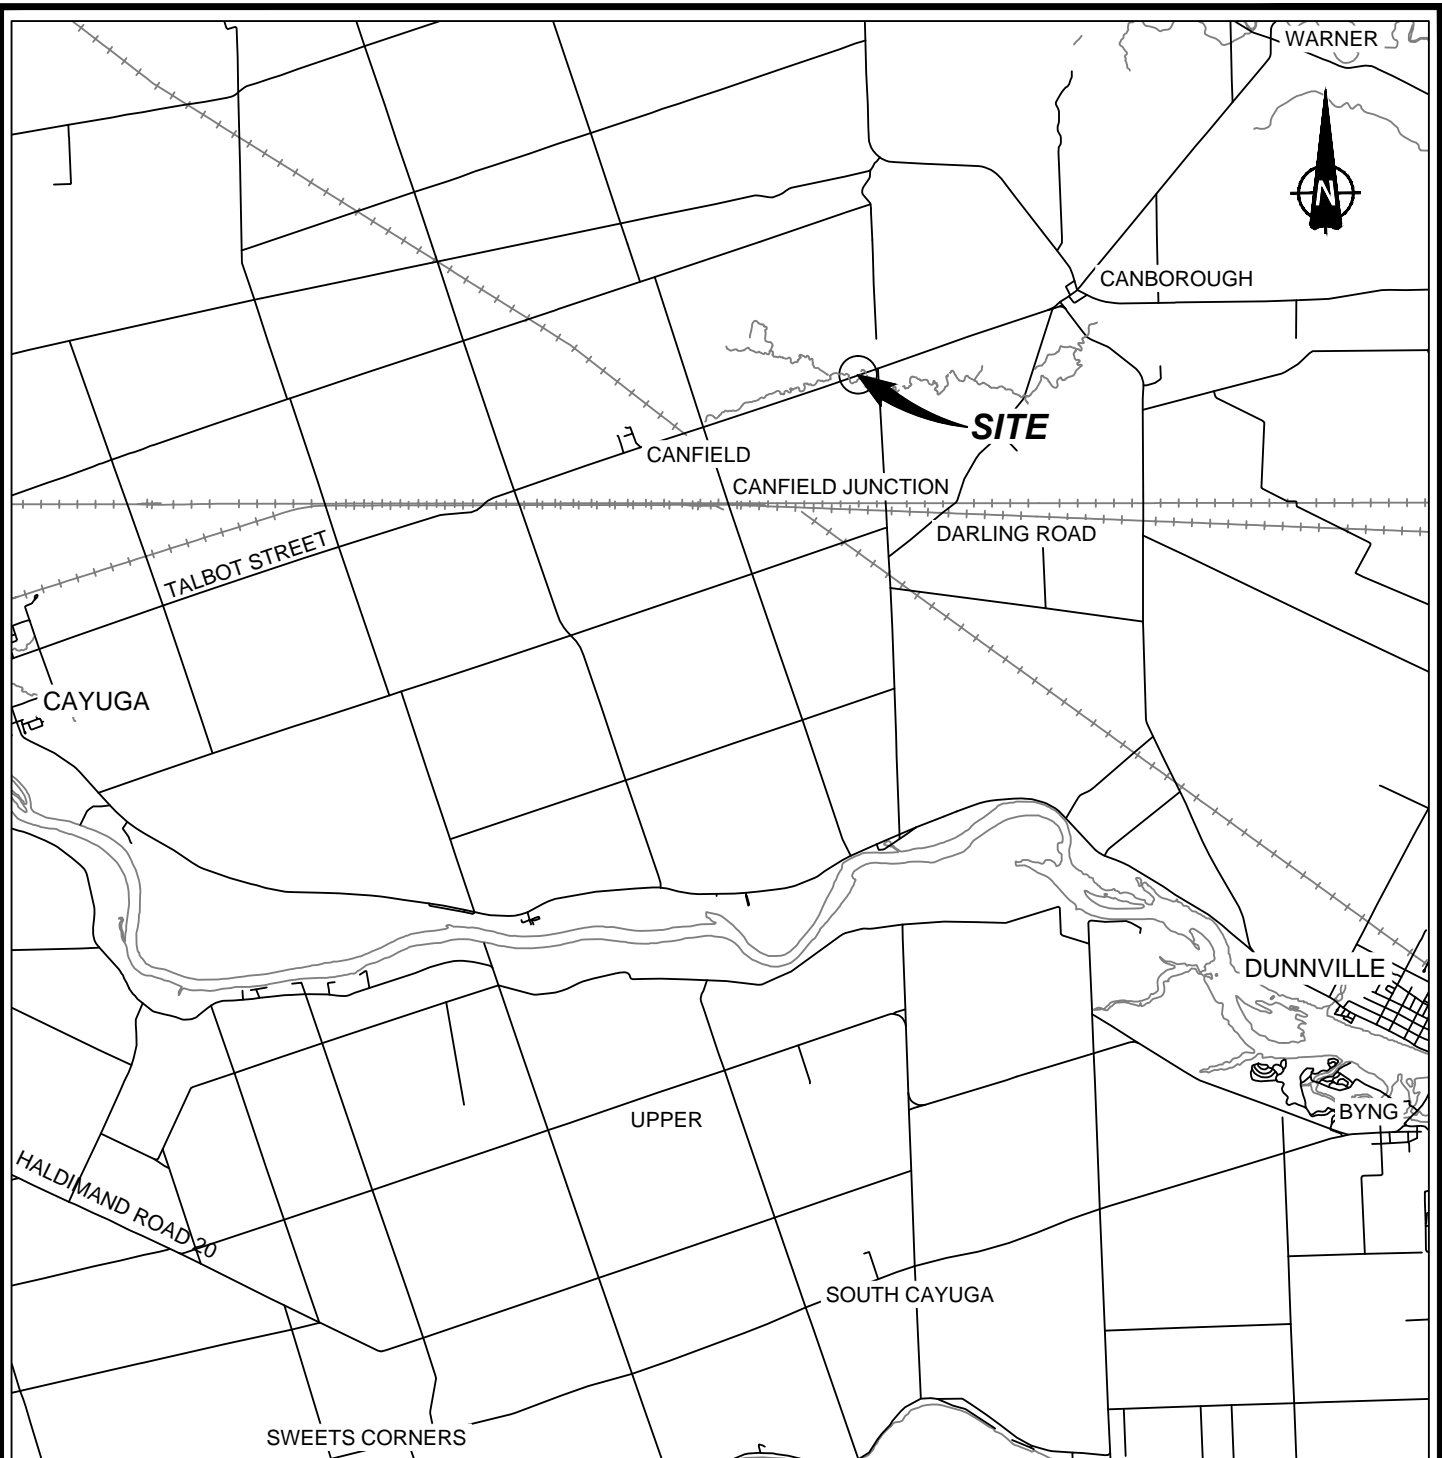 WARNER
N
CANBOROUGH
SITE
CANFIELD
CANFIELD JUNCTION
DARLING ROAD
TALBOT STREET
CAYUGA
DUNNVILLE
BYNG
UPPER
HALDIMAND ROAD 20
SOUTH CAYUGA
SWEETS CORNERS